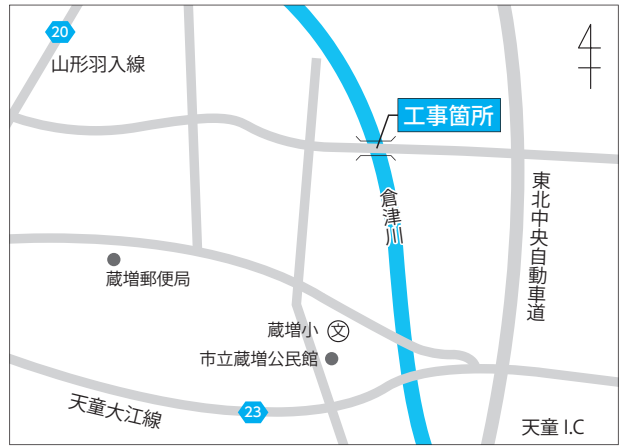 20
山形羽入線
工事箇所
倉津川
東北中央自動車道
蔵増郵便局
蔵増小 文
市立蔵増公民館
天童大江線
23
天童 I.C